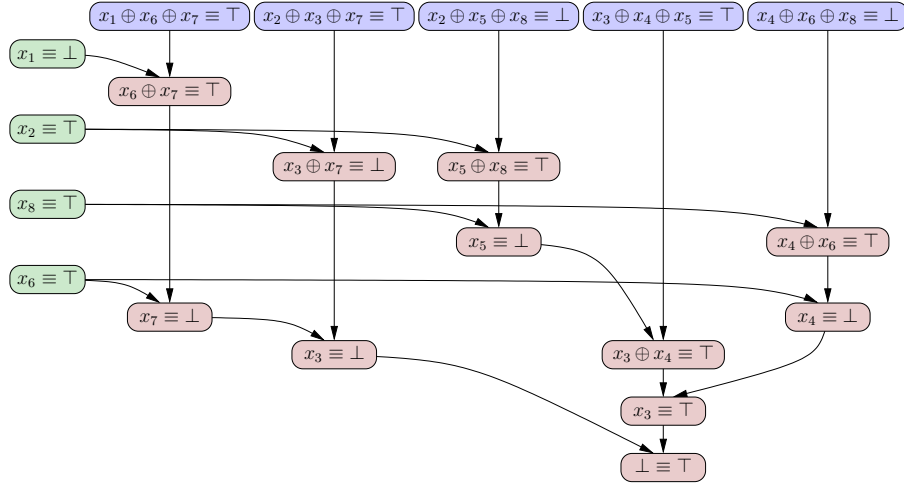 x₁ ⊕ x₆ ⊕ x₇ ≡ ⊤
x₂ ⊕ x₃ ⊕ x₇ ≡ ⊤
x₂ ⊕ x₅ ⊕ x₈ ≡ ⊥
x₃ ⊕ x₄ ⊕ x₅ ≡ ⊤
x₄ ⊕ x₆ ⊕ x₈ ≡ ⊥
x₁ ≡ ⊥
x₆ ⊕ x₇ ≡ ⊤
x₂ ≡ ⊤
x₃ ⊕ x₇ ≡ ⊥
x₅ ⊕ x₈ ≡ ⊤
x₈ ≡ ⊤
x₅ ≡ ⊥
x₄ ⊕ x₆ ≡ ⊤
x₆ ≡ ⊤
x₇ ≡ ⊥
x₄ ≡ ⊥
x₃ ≡ ⊥
x₃ ⊕ x₄ ≡ ⊤
x₃ ≡ ⊤
⊥ ≡ ⊤